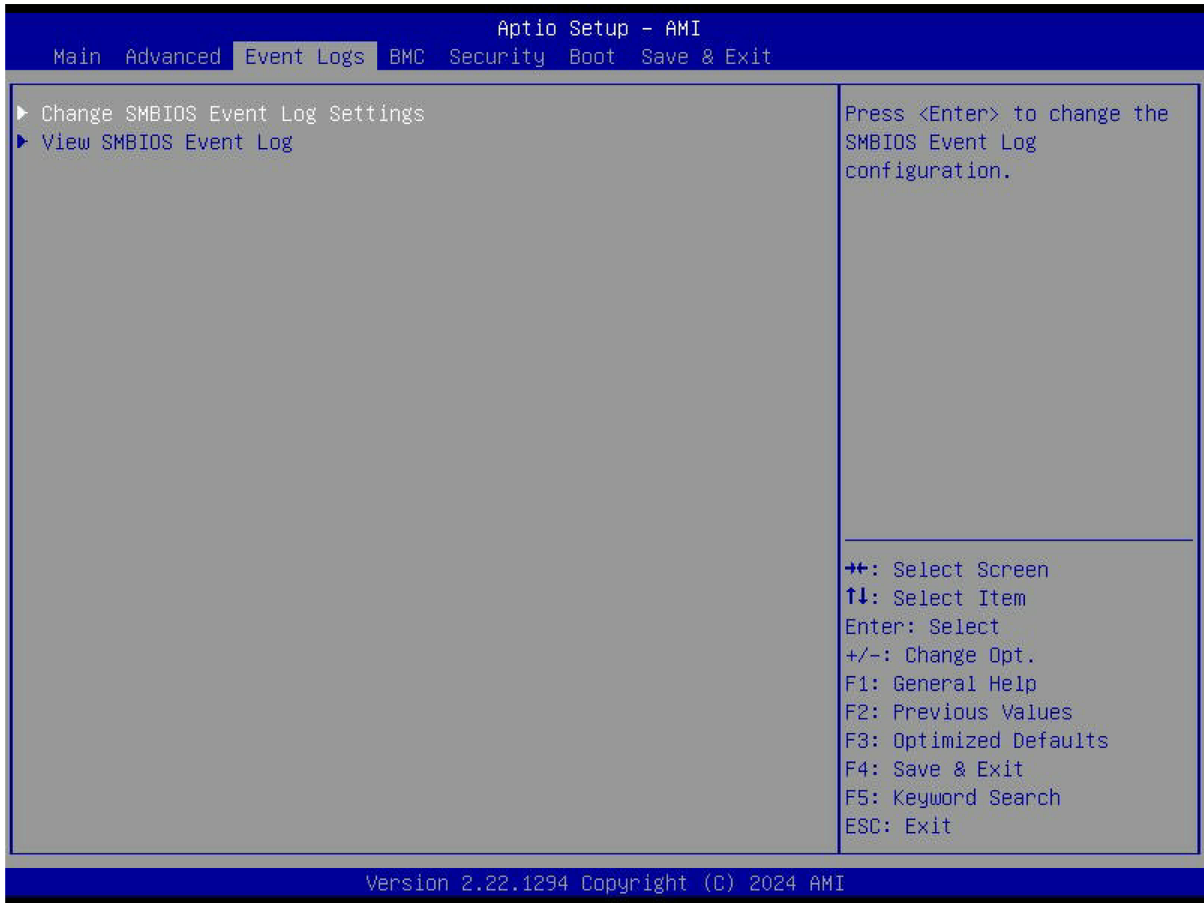 Aptio Setup – AMI
Main Advanced Event Logs BMC Security Boot Save & Exit
▶ Change SMBIOS Event Log Settings
▶ View SMBIOS Event Log
Press <Enter> to change the
SMBIOS Event Log
configuration.
→←: Select Screen
↑↓: Select Item
Enter: Select
+/-: Change Opt.
F1: General Help
F2: Previous Values
F3: Optimized Defaults
F4: Save & Exit
F5: Keyword Search
ESC: Exit
Version 2.22.1294 Copyright (C) 2024 AMI